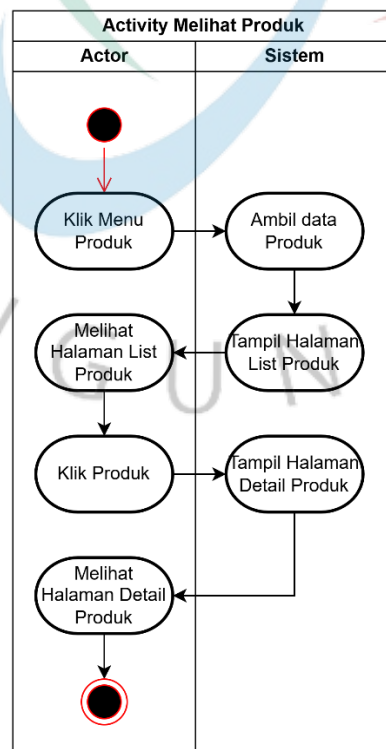 Activity Melihat Produk
Actor
Sistem
Klik Menu
Produk
Ambil data
Produk
Tampil Halaman
List Produk
Melihat
Halaman List
Produk
Klik Produk
Tampil Halaman
Detail Produk
Melihat
Halaman Detail
Produk
Y G U N